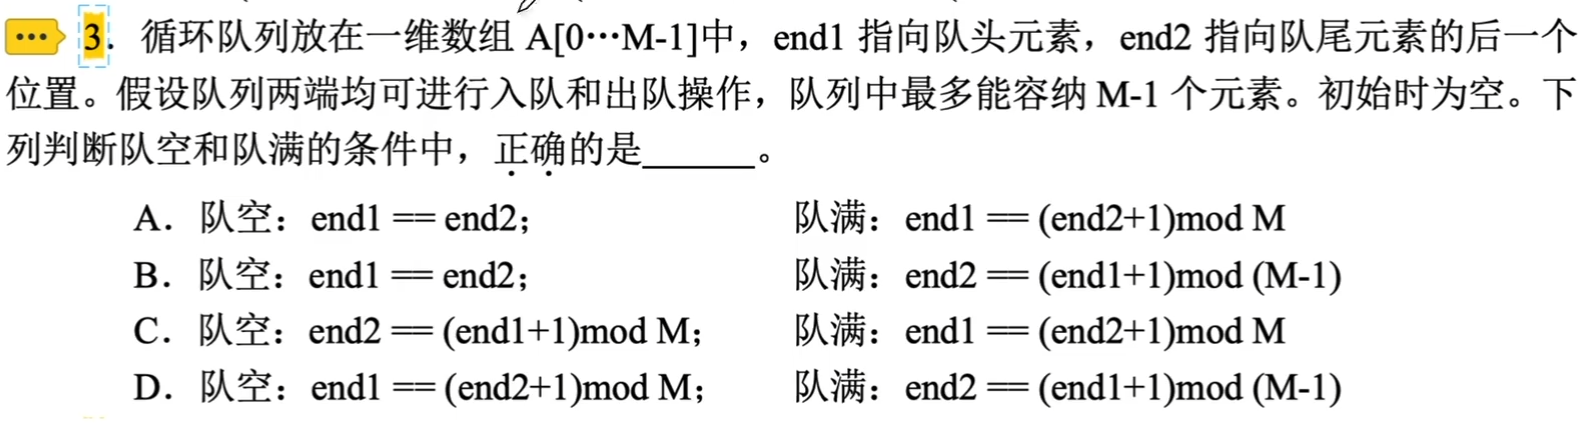 3. 循环队列放在一维数组 A[0…M-1]中，end1 指向队头元素，end2 指向队尾元素的后一个
位置。假设队列两端均可进行入队和出队操作，队列中最多能容纳 M-1 个元素。初始时为空。下
列判断队空和队满的条件中，正确的是______。
A. 队空：end1 == end2; 队满：end1 == (end2+1)mod M
B. 队空：end1 == end2; 队满：end2 == (end1+1)mod (M-1)
C. 队空：end2 == (end1+1)mod M; 队满：end1 == (end2+1)mod M
D. 队空：end1 == (end2+1)mod M; 队满：end2 == (end1+1)mod (M-1)